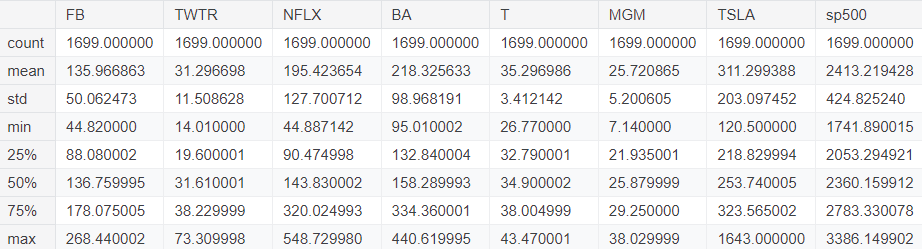 FB TWTR NFLX BA T MGM TSLA sp500
count 1699.000000 1699.000000 1699.000000 1699.000000 1699.000000 1699.000000 1699.000000 1699.000000
mean 135.966863 31.296698 195.423654 218.325633 35.296986 25.720865 311.299388 2413.219428
std 50.062473 11.508628 127.700712 98.968191 3.412142 5.200605 203.097452 424.825240
min 44.820000 14.010000 44.887142 95.010002 26.770000 7.140000 120.500000 1741.890015
25% 88.080002 19.600001 90.474998 132.840004 32.790001 21.935001 218.829994 2053.294921
50% 136.759995 31.610001 143.830002 158.289993 34.900002 25.879999 253.740005 2360.159912
75% 178.075005 38.229999 320.024993 334.360001 38.004999 29.250000 323.565002 2783.330078
max 268.440002 73.309998 548.729980 440.619995 43.470001 38.029999 1643.000000 3386.149902